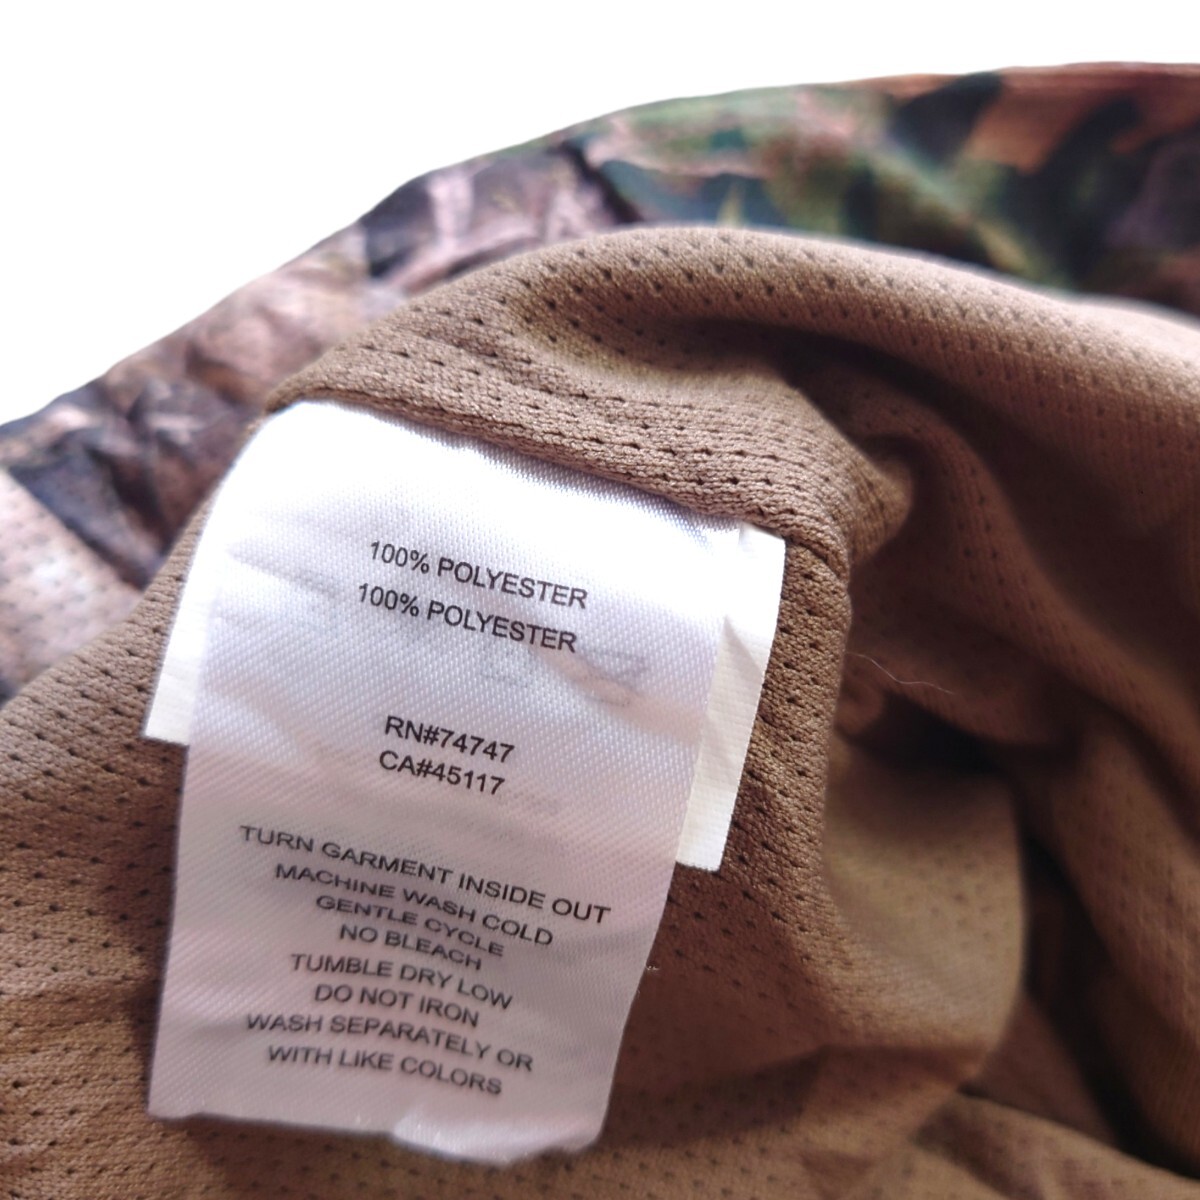 100% POLYESTER
100% POLYESTER
RN#74747
CA#45117
TURN GARMENT INSIDE OUT
MACHINE WASH COLD
GENTLE CYCLE
NO BLEACH
TUMBLE DRY LOW
DO NOT IRON
WASH SEPARATELY OR
WITH LIKE COLORS